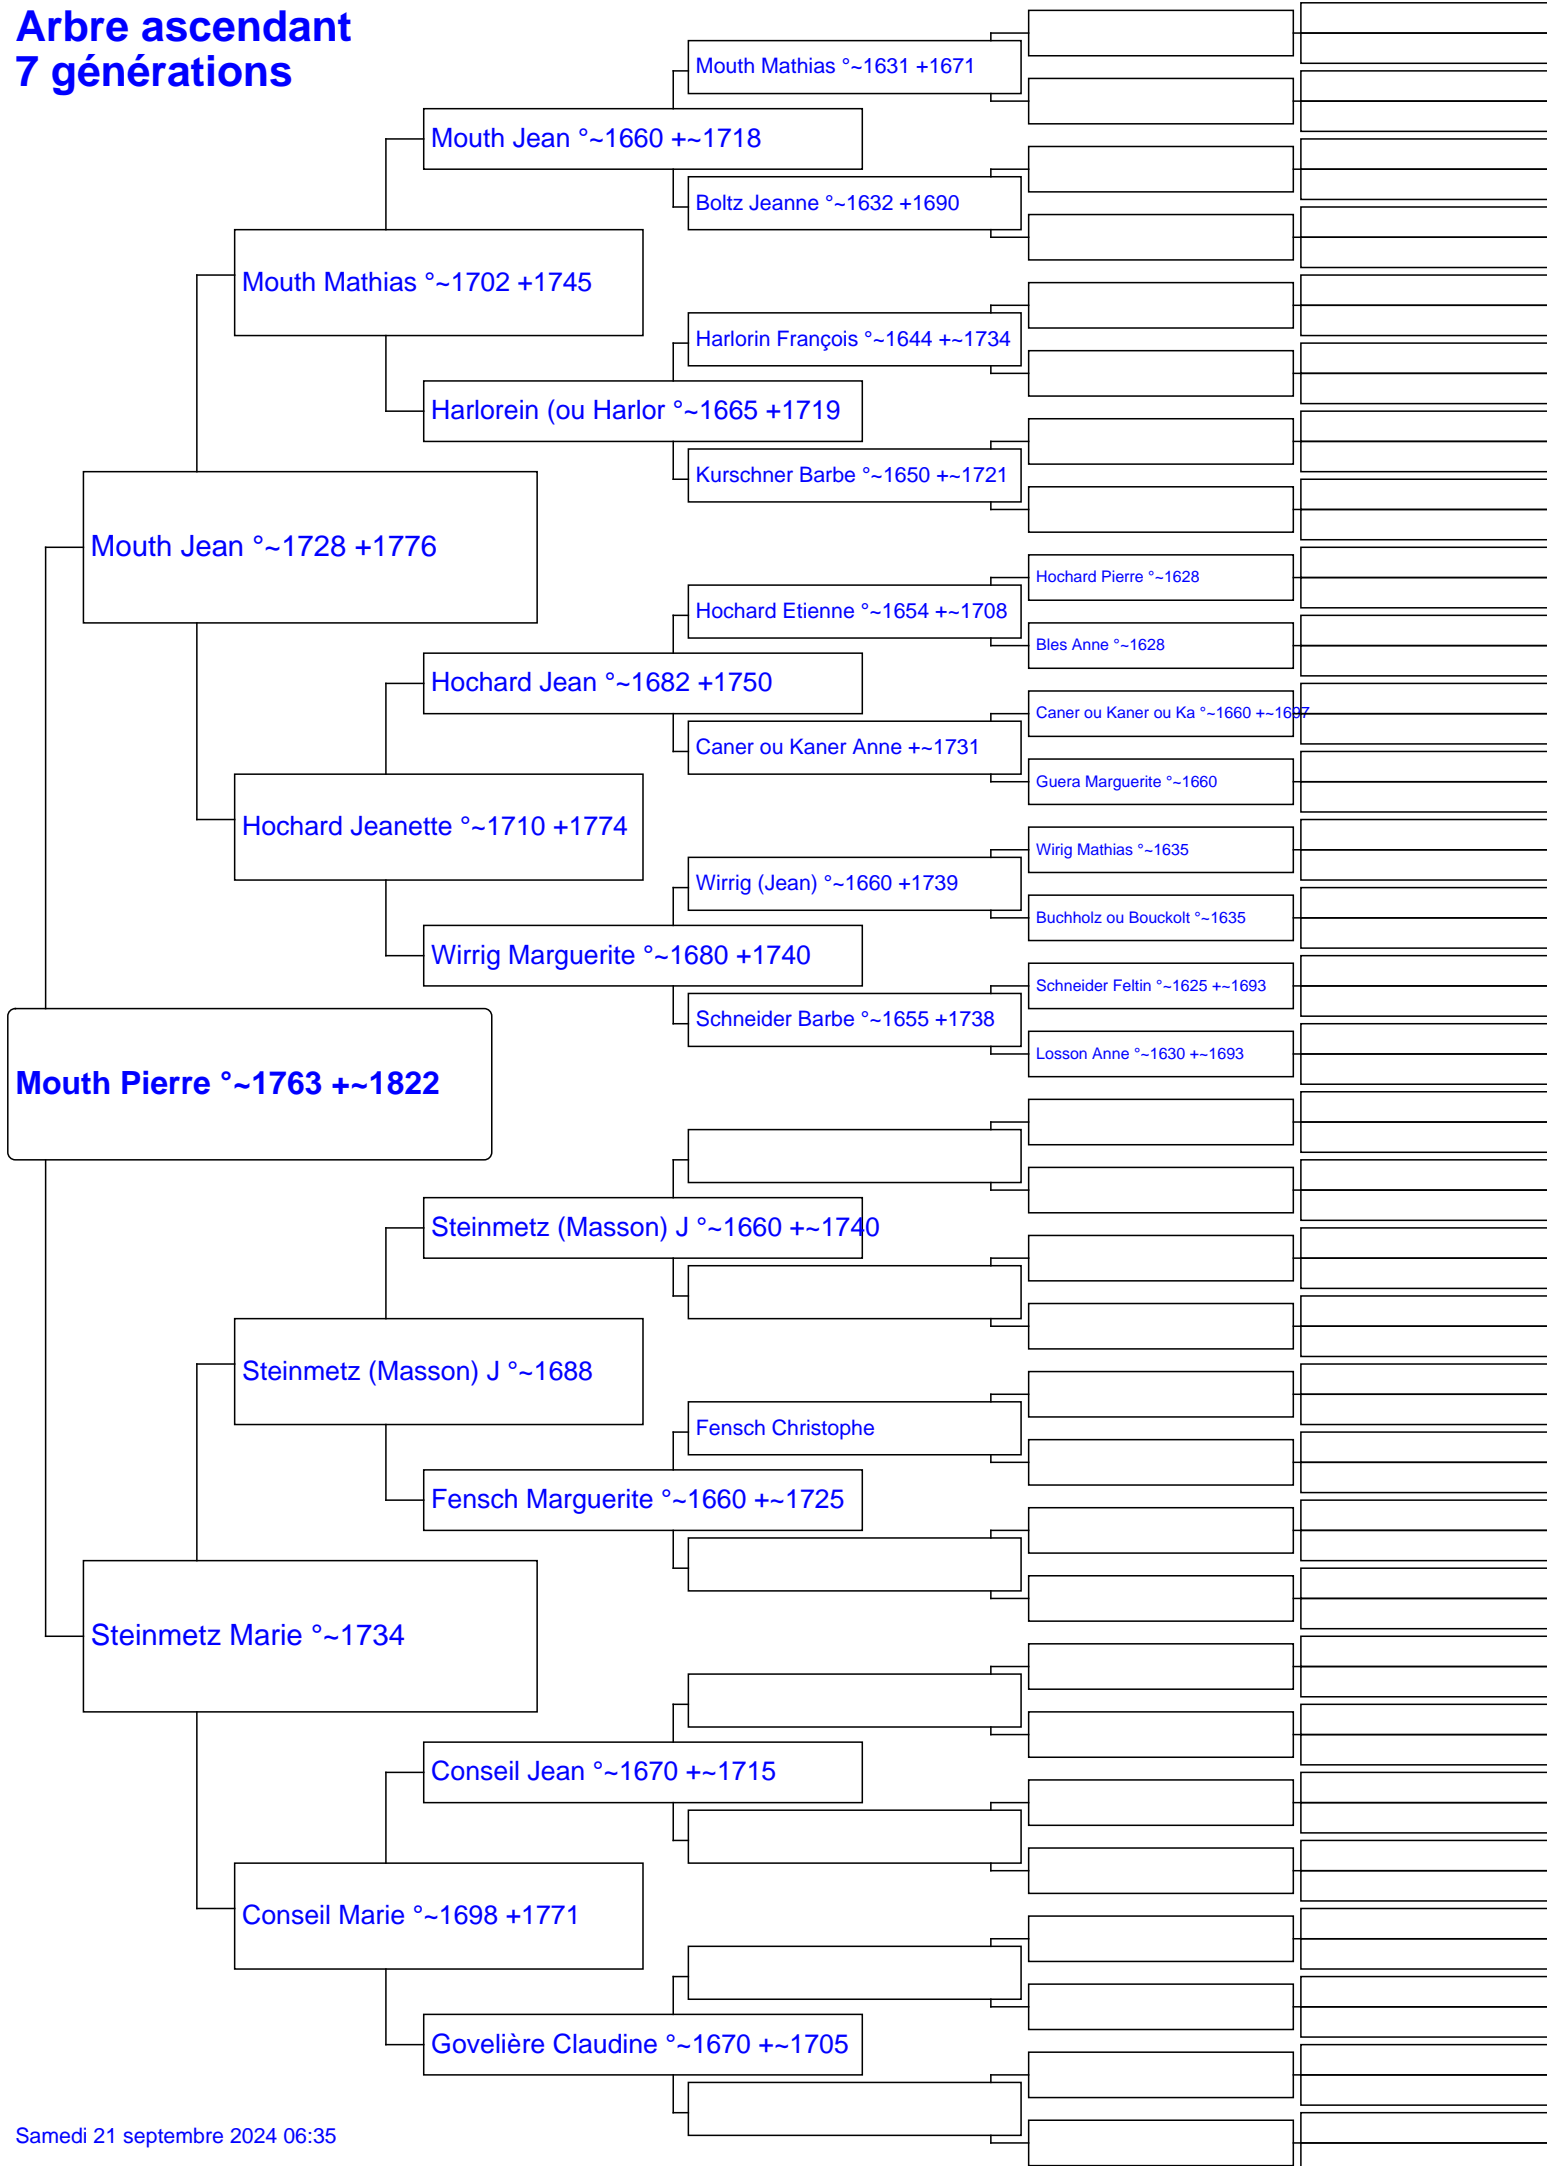 Arbre ascendant
7 générations
Mouth Mathias °~1631 +1671
Mouth Jean °~1660 +~1718
Boltz Jeanne °~1632 +1690
Mouth Mathias °~1702 +1745
Harlorin François °~1644 +~1734
Harlorein (ou Harlor °~1665 +1719
Kurschner Barbe °~1650 +~1721
Mouth Jean °~1728 +1776
Hochard Pierre °~1628
Hochard Etienne °~1654 +~1708
Bles Anne °~1628
Hochard Jean °~1682 +1750
Caner ou Kaner ou Ka °~1660 +~1697
Caner ou Kaner Anne +~1731
Guera Marguerite °~1660
Hochard Jeanette °~1710 +1774
Wirig Mathias °~1635
Wirrig (Jean) °~1660 +1739
Buchholz ou Bouckolt °~1635
Wirrig Marguerite °~1680 +1740
Schneider Feltin °~1625 +~1693
Schneider Barbe °~1655 +1738
Losson Anne °~1630 +~1693
Mouth Pierre °~1763 +~1822
Steinmetz (Masson) J °~1660 +~1740
Steinmetz (Masson) J °~1688
Fensch Christophe
Fensch Marguerite °~1660 +~1725
Steinmetz Marie °~1734
Conseil Jean °~1670 +~1715
Conseil Marie °~1698 +1771
Govelière Claudine °~1670 +~1705
Samedi 21 septembre 2024 06:35